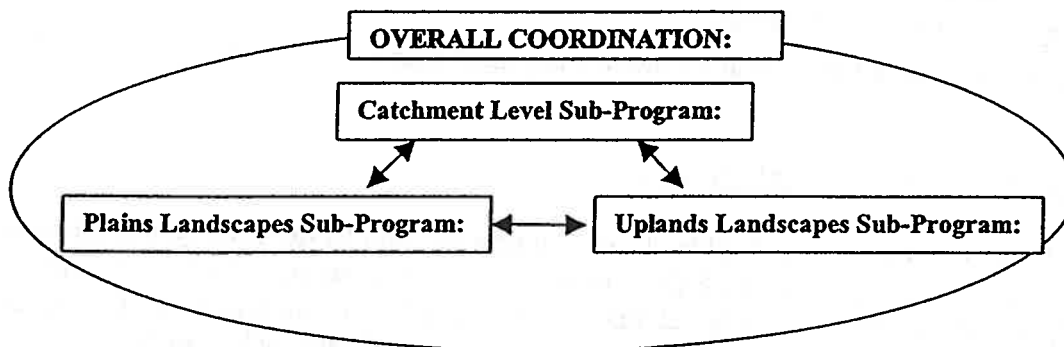 OVERALL COORDINATION:
Catchment Level Sub-Program:
Plains Landscapes Sub-Program:
Uplands Landscapes Sub-Program: